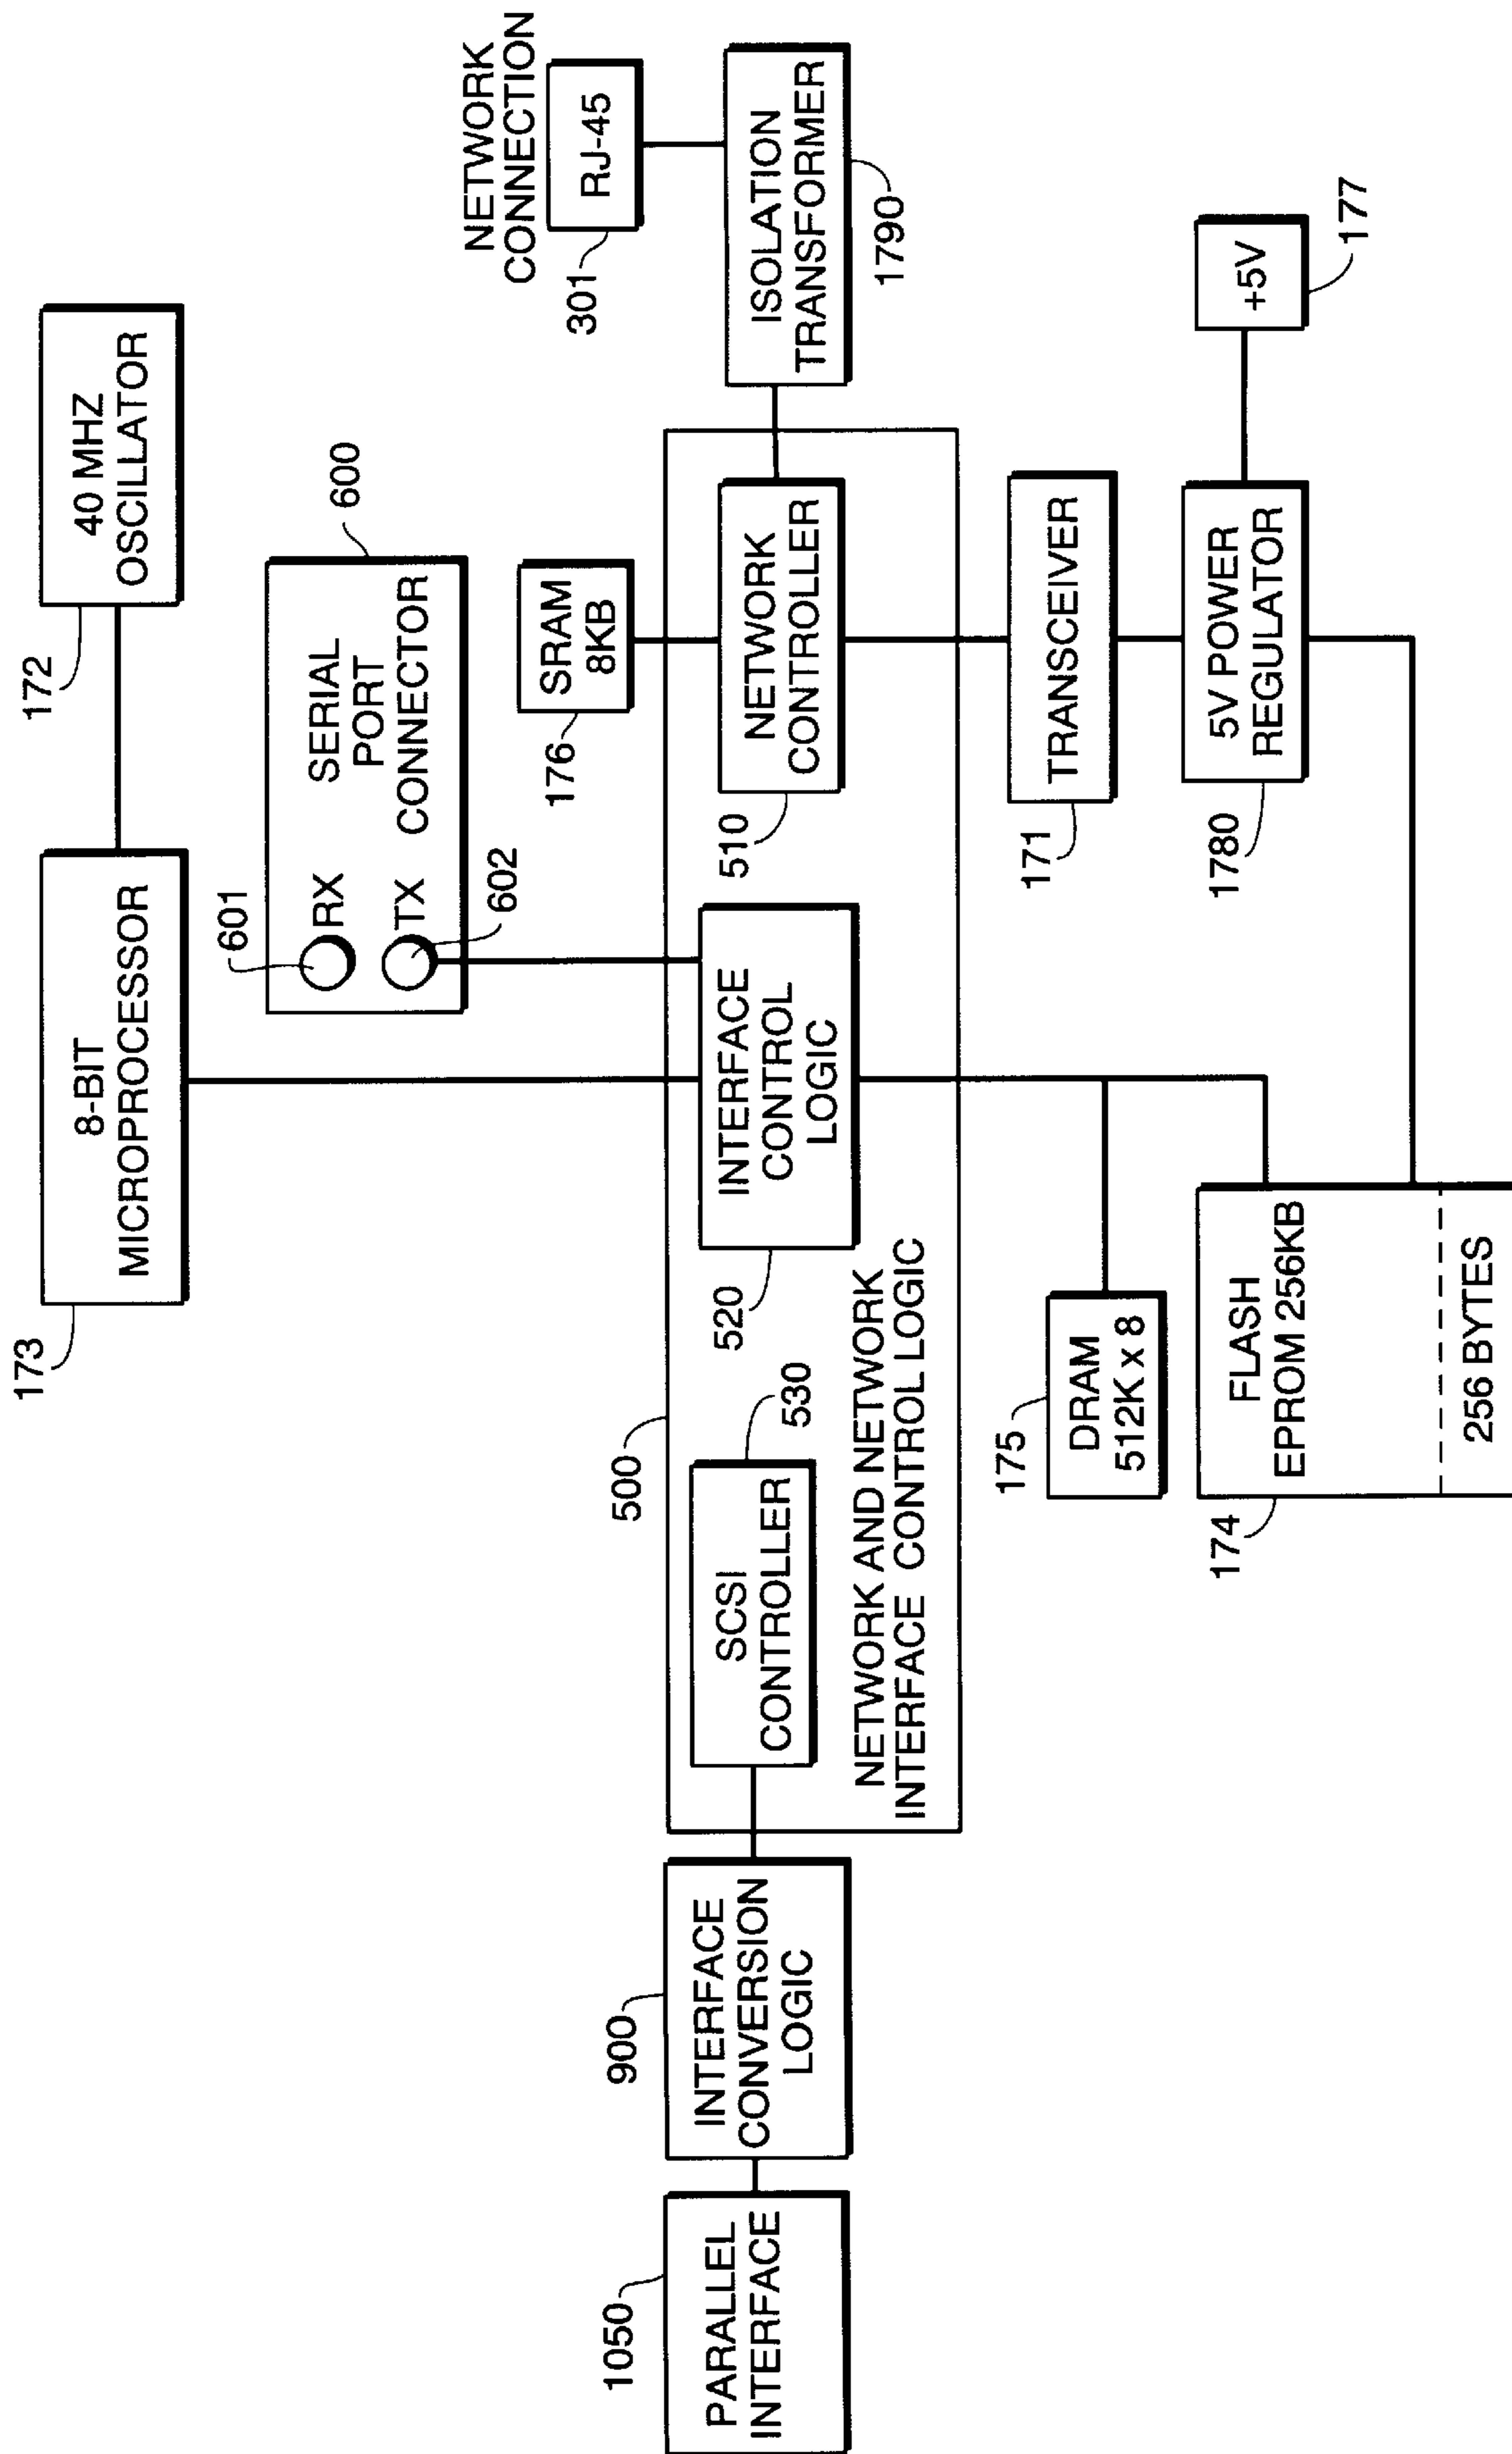 173
8-BIT
MICROPROCESSOR
172
40 MHZ
OSCILLATOR
601
RX
TX
602
SERIAL
PORT
CONNECTOR
600
NETWORK
CONNECTION
301
RJ-45
176
SRAM
8KB
1050
PARALLEL
INTERFACE
900
INTERFACE
CONVERSION
LOGIC
500
SCSI
CONTROLLER
530
520
INTERFACE
CONTROL
LOGIC
510
NETWORK
CONTROLLER
ISOLATION
TRANSFORMER
1790
NETWORK AND NETWORK
INTERFACE CONTROL LOGIC
175
DRAM
512K x 8
171
TRANSCEIVER
174
FLASH
EPROM 256KB
256 BYTES
1780
5V POWER
REGULATOR
+5V
177